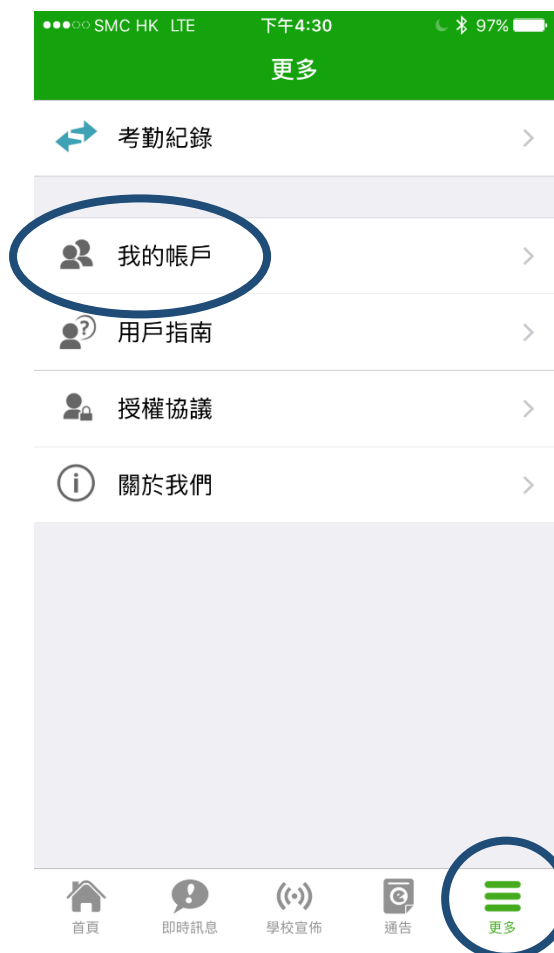 SMC HK LTE 下午4:30 97%
更多
考勤紀錄
我的帳戶
用戶指南
授權協議
關於我們
首頁 即時訊息 學校宣佈 通告 更多